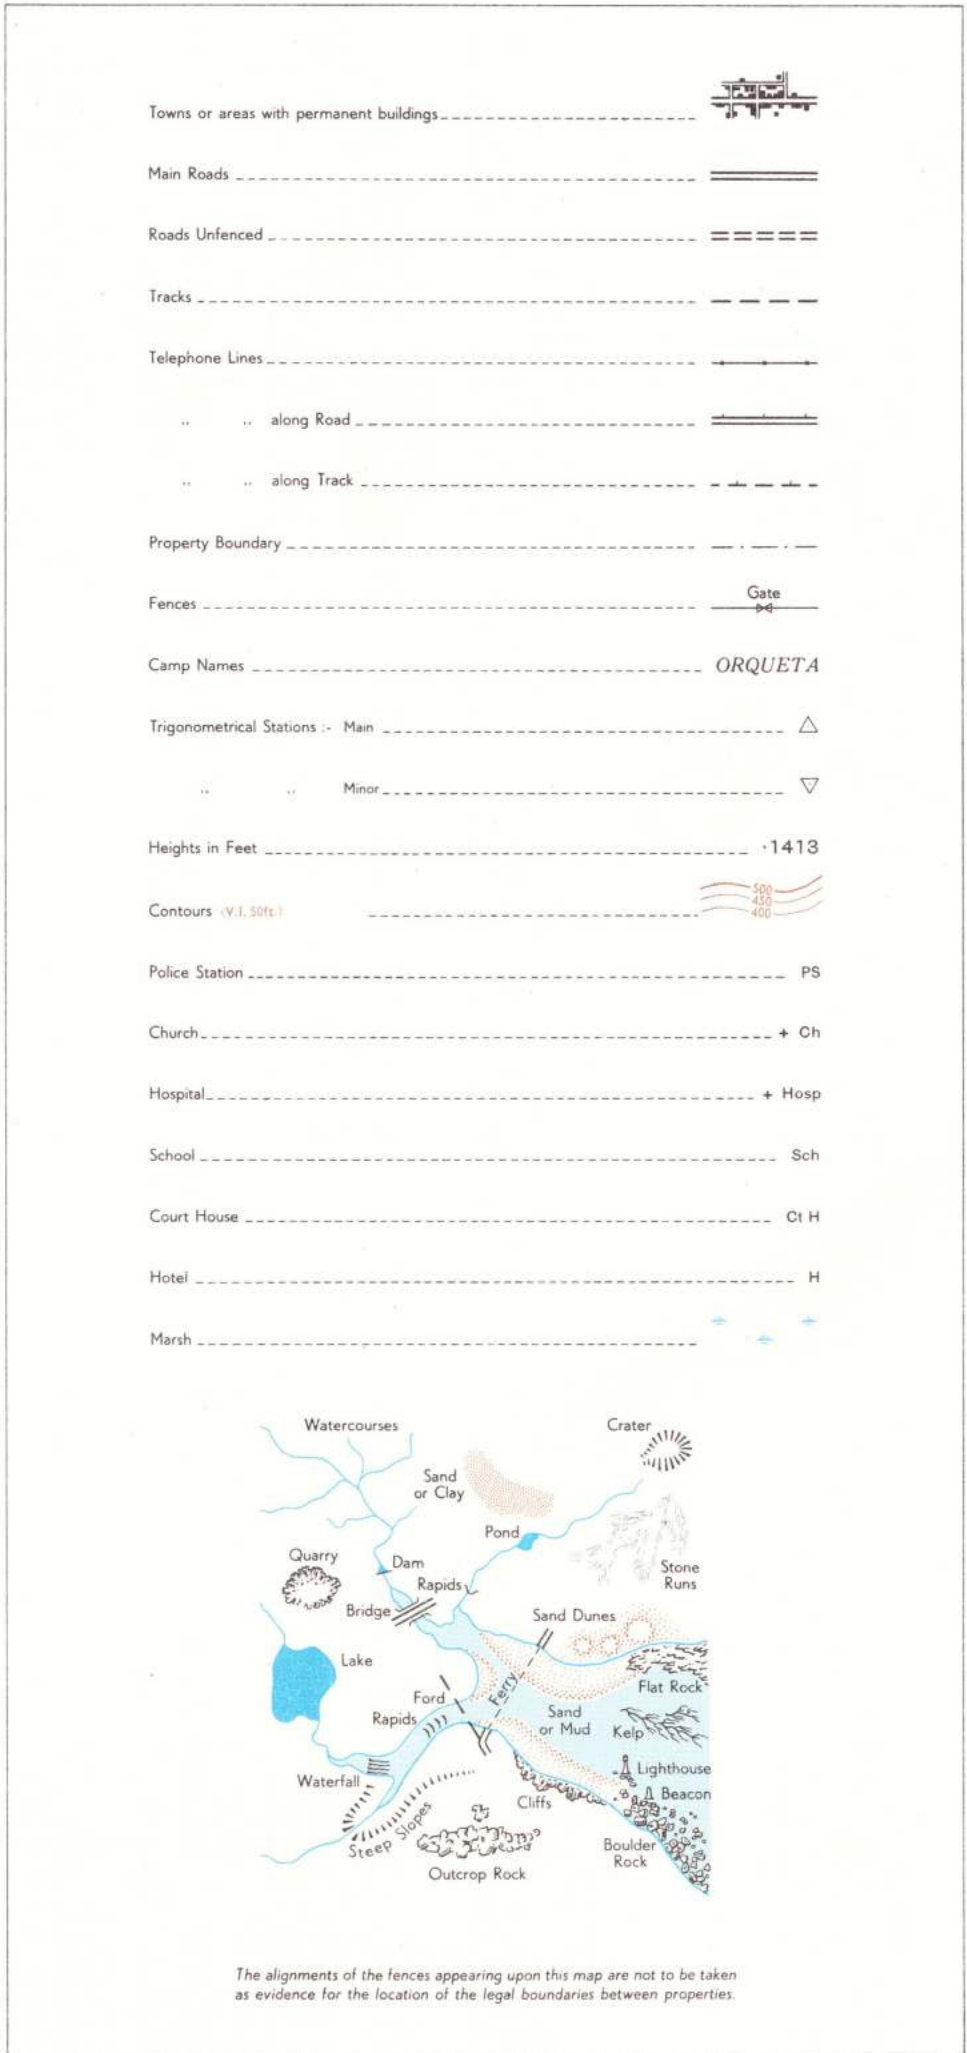 Towns or areas with permanent buildings
Main Roads
Roads Unfenced
Tracks
Telephone Lines
,, ,, along Road
,, ,, along Track
Property Boundary
Gate
Fences
Camp Names ORQUETA
Trigonometrical Stations :- Main
,, ,, Minor
Heights in Feet ·1413
500
450
400
Contours (V.I. 50ft.)
Police Station PS
Church + Ch
Hospital + Hosp
School Sch
Court House Ct H
Hotel H
Marsh
Watercourses
Crater
Sand
or Clay
Pond
Quarry
Dam
Rapids
Stone
Runs
Bridge
Sand Dunes
Lake
Ferry
Flat Rock
Ford
Rapids
Sand
or Mud
Kelp
Waterfall
Lighthouse
Beacon
Cliffs
Steep Slopes
Boulder
Rock
Outcrop Rock
The alignments of the fences appearing upon this map are not to be taken
as evidence for the location of the legal boundaries between properties.